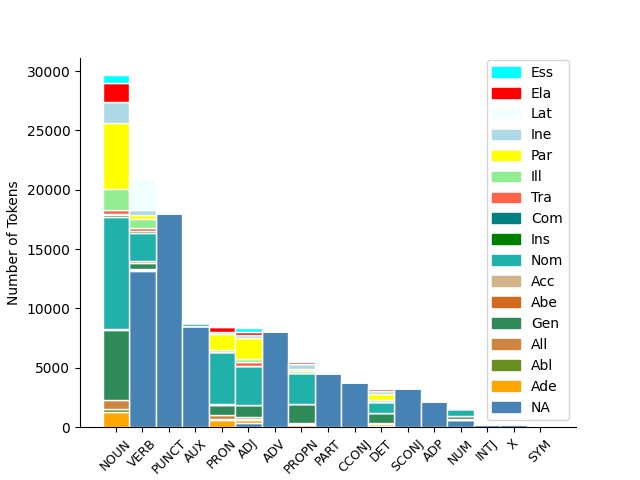 30000
25000
20000
15000
10000
5000
0
Number of Tokens
Ess
Ela
Lat
Ine
Par
Ill
Tra
Com
Ins
Nom
Acc
Abe
Gen
All
Abl
Ade
NA
NOUN VERB PUNCT AUX PRON ADJ ADV PROPN PART CCONJ DET SCONJ ADP NUM INTJ X SYM